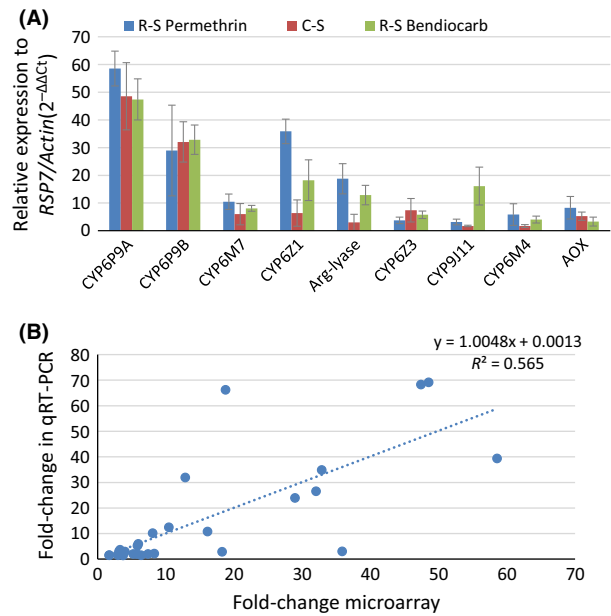 (A)
R-S Permethrin C-S R-S Bendiocarb
Relative expression to
RSP7/Actin(2−ΔΔCt)
70
60
50
40
30
20
10
0
CYP6P9A CYP6P9B CYP6M7 CYP6Z1 Arg-lyase CYP6Z3 CYP9J11 CYP6M4 AOX
(B)
y = 1.0048x + 0.0013
R² = 0.565
Fold-change in qRT-PCR
80
70
60
50
40
30
20
10
0
0 10 20 30 40 50 60 70
Fold-change microarray